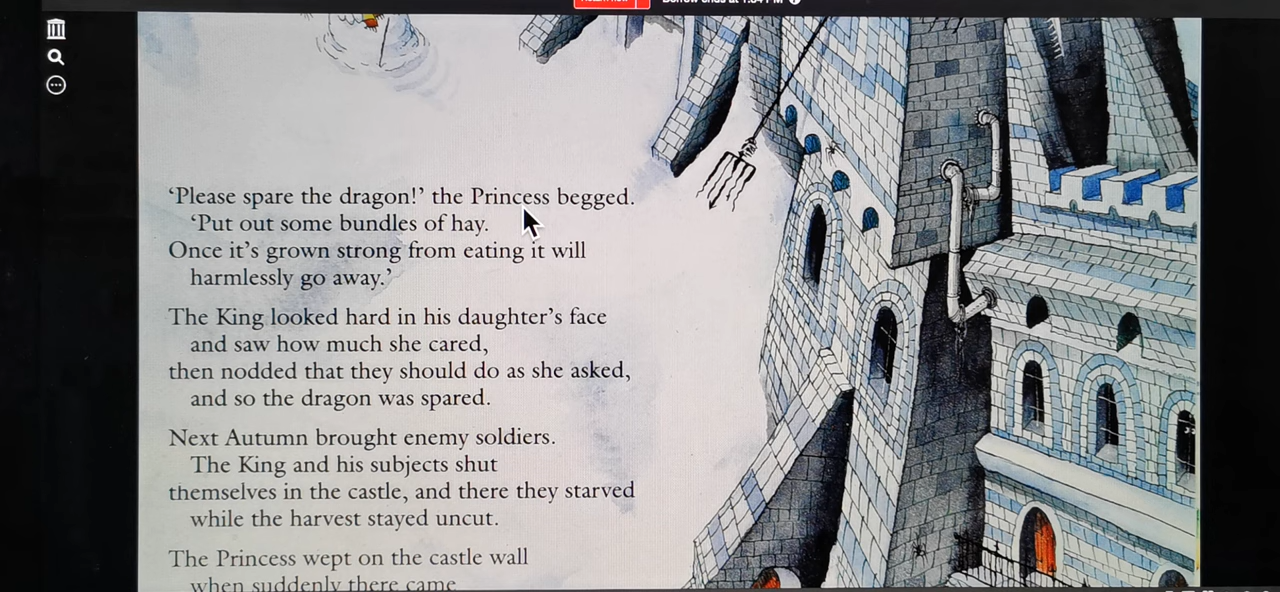 ‘Please spare the dragon!’ the Princess begged.
‘Put out some bundles of hay.
Once it’s grown strong from eating it will
harmlessly go away.’
The King looked hard in his daughter’s face
and saw how much she cared,
then nodded that they should do as she asked,
and so the dragon was spared.
Next Autumn brought enemy soldiers.
The King and his subjects shut
themselves in the castle, and there they starved
while the harvest stayed uncut.
The Princess wept on the castle wall
when suddenly there came